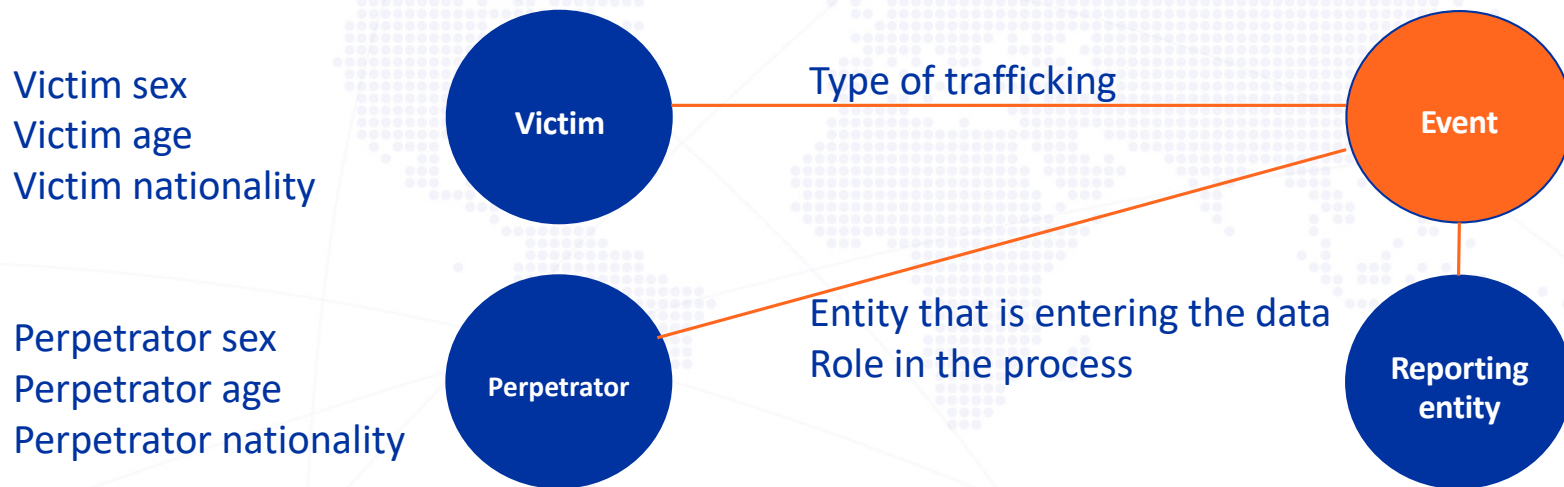 Victim sex
Victim age
Victim nationality
Victim
Type of trafficking
Event
Perpetrator sex
Perpetrator age
Perpetrator nationality
Perpetrator
Entity that is entering the data
Role in the process
Reporting
entity